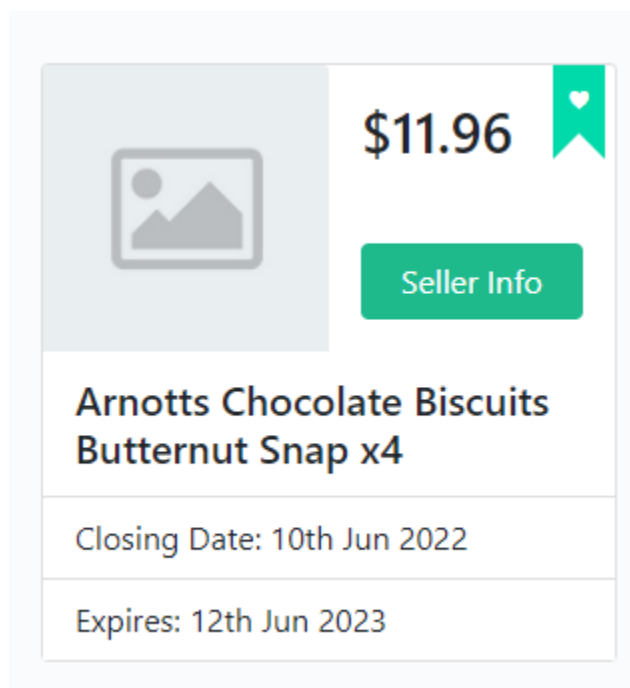 $11.96
Seller Info
Arnotts Chocolate Biscuits
Butternut Snap x4
Closing Date: 10th Jun 2022
Expires: 12th Jun 2023